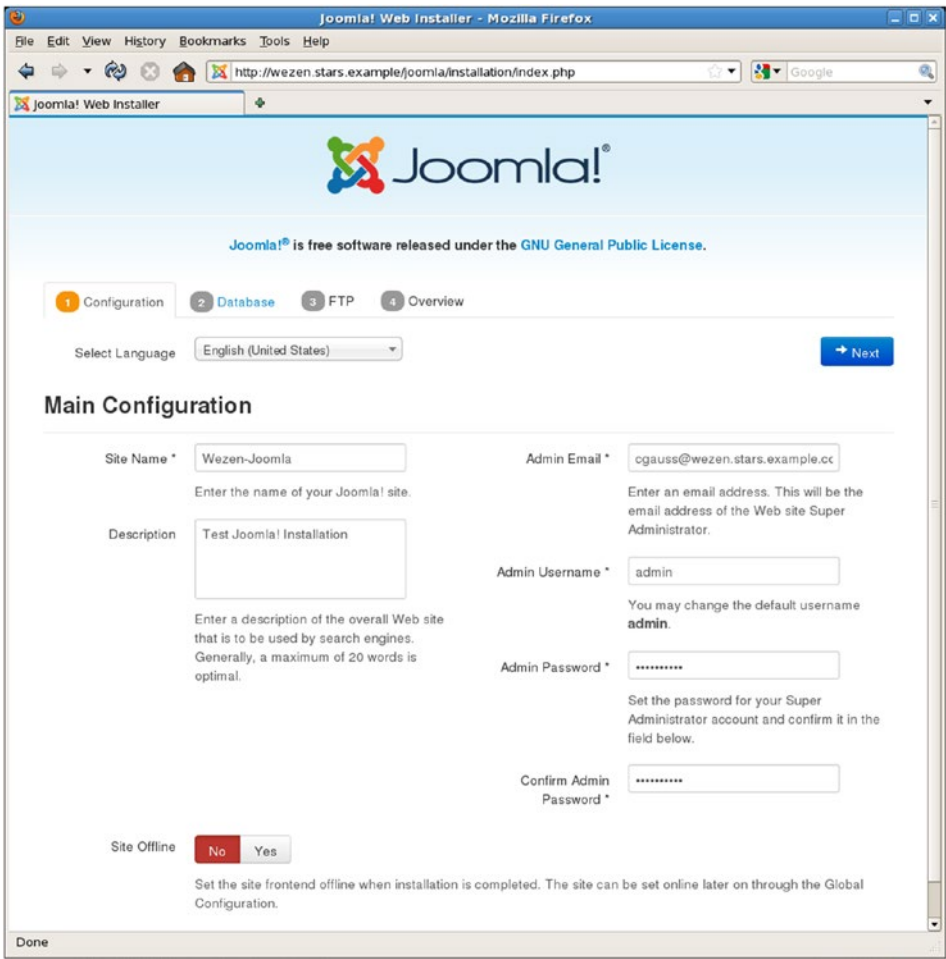 Joomla! Web Installer - Mozilla Firefox
File Edit View History Bookmarks Tools Help
http://wezen.stars.example/joomla/installation/index.php
Google
Joomla! Web Installer
Joomla!®
Joomla!® is free software released under the GNU General Public License.
1 Configuration 2 Database 3 FTP 4 Overview
Select Language English (United States)
Next
Main Configuration
Site Name * Wezen-Joomla
Enter the name of your Joomla! site.
Description Test Joomla! Installation
Enter a description of the overall Web site
that is to be used by search engines.
Generally, a maximum of 20 words is
optimal.
Admin Email * cgauss@wezen.stars.example.cc
Enter an email address. This will be the
email address of the Web site Super
Administrator.
Admin Username * admin
You may change the default username
admin.
Admin Password * ••••••••••
Set the password for your Super
Administrator account and confirm it in the
field below.
Confirm Admin
Password * ••••••••••
Site Offline No Yes
Set the site frontend offline when installation is completed. The site can be set online later on through the Global
Configuration.
Done